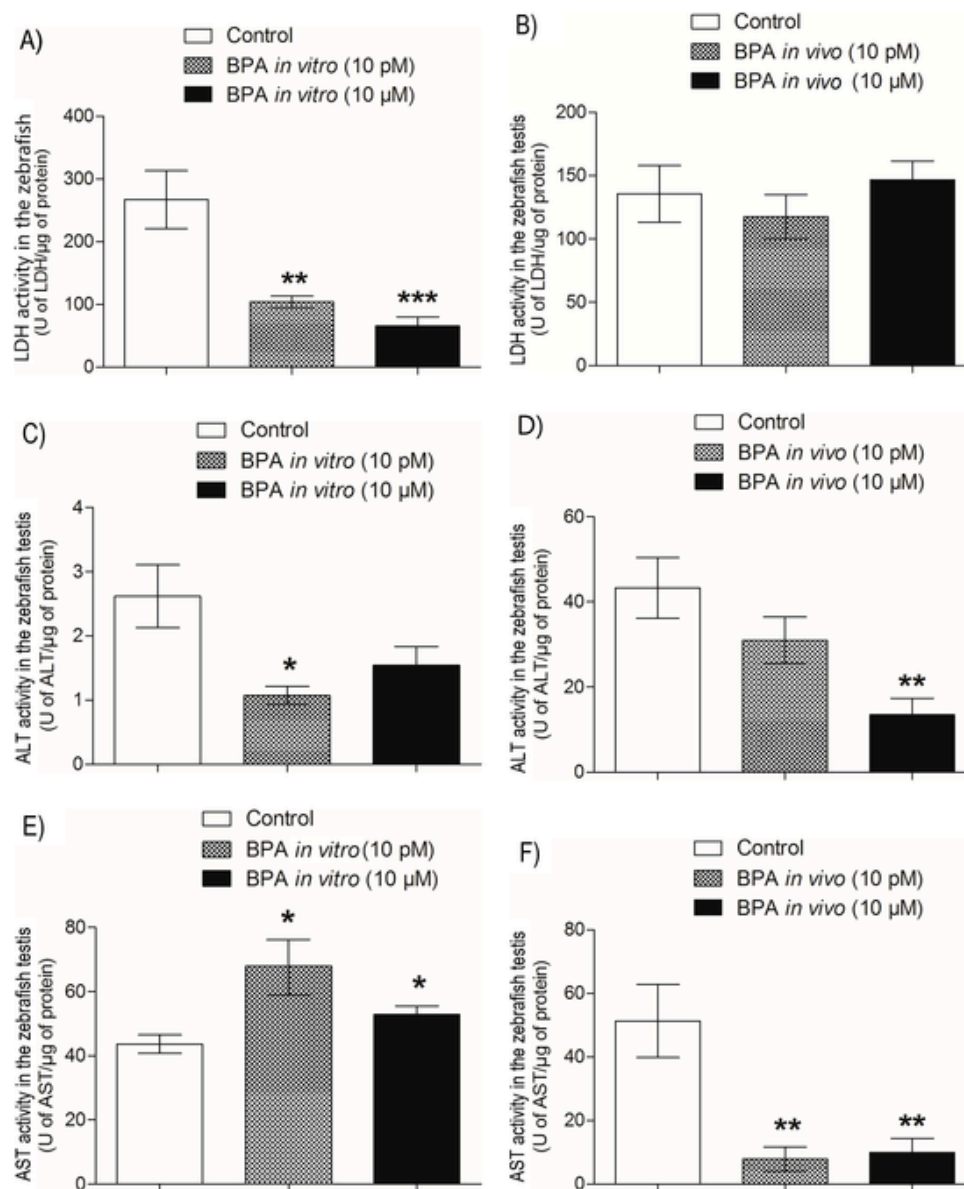 A)
Control
BPA in vitro (10 pM)
BPA in vitro (10 µM)
LDH activity in the zebrafish
(U of LDH/µg of protein)
400
300
200
100
0
**
***
B)
Control
BPA in vivo (10 pM)
BPA in vivo (10 µM)
LDH activity in the zebrafish testis
(U of LDH/ug of protein)
200
150
100
50
0
C)
Control
BPA in vitro (10 pM)
BPA in vitro (10 µM)
ALT activity in the zebrafish testis
(U of ALT/µg of protein)
4
3
2
1
0
*
D)
Control
BPA in vivo (10 pM)
BPA in vivo (10 µM)
ALT activity in the zebrafish testis
(U of ALT/µg of protein)
60
40
20
0
**
E)
Control
BPA in vitro (10 pM)
BPA in vitro (10 µM)
AST activity in the zebrafish testis
(U of AST/µg of protein)
80
60
40
20
0
*
*
F)
Control
BPA in vivo (10 pM)
BPA in vivo (10 µM)
AST activity in the zebrafish testis
(U of AST/µg of protein)
80
60
40
20
0
**
**